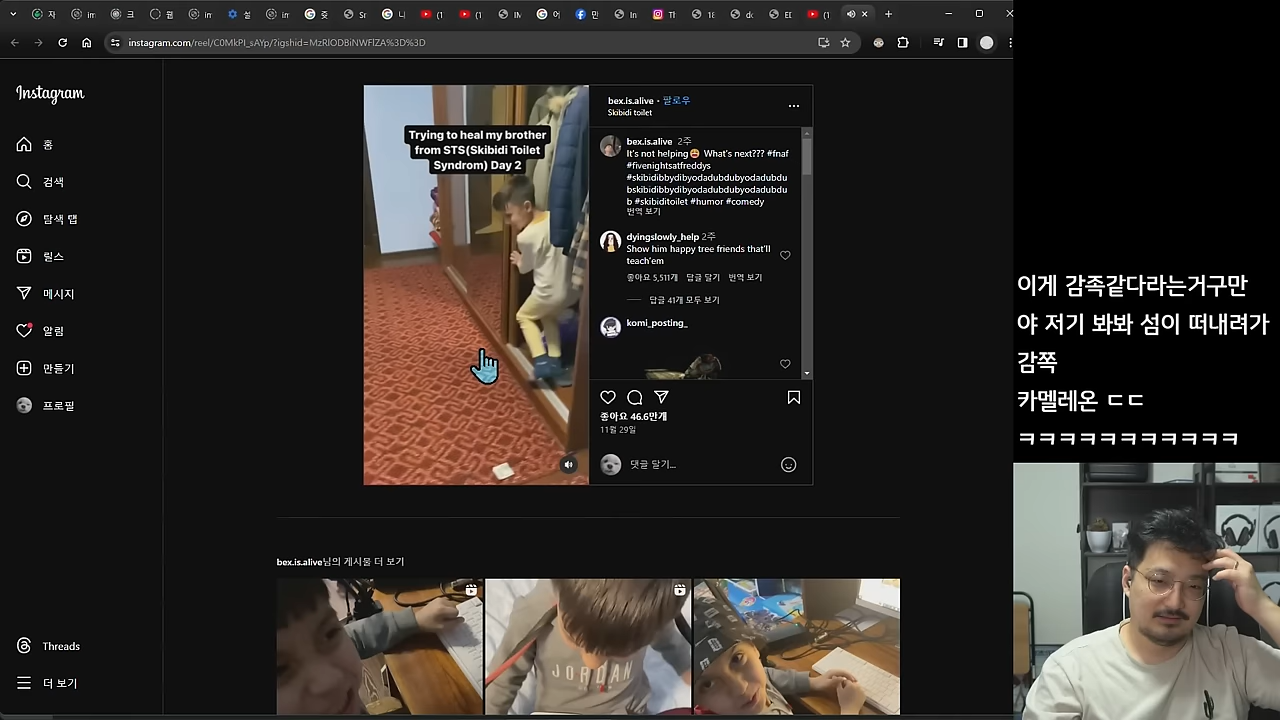 instagram.com/reel/C0MkPI_sAYp/?igshid=MzRlODBiNWFlZA%3D%3D
Instagram
홈
검색
탐색 탭
릴스
메시지
알림
만들기
프로필
Threads
더 보기
Trying to heal my brother
from STS(Skibidi Toilet
Syndrom) Day 2
bex.is.alive • 팔로우
Skibidi toilet
bex.is.alive 2주
It's not helping😩 What's next??? #fnaf
#fivenightsatfreddys
#skibidibbydibyodadubdubyodadubdu
bskibidibbydibyodadubdubyodadubdu
b #skibiditoilet #humor #comedy
번역 보기
dyingslowly_help 2주
Show him happy tree friends that'll
teach'em
좋아요 5,511개 답글 달기 번역 보기
답글 41개 모두 보기
komi_posting_
좋아요 46.6만개
11월 29일
댓글 달기...
bex.is.alive님의 게시물 더 보기
JORDAN
이게 감족같다라는거구만
야 저기 봐봐 섬이 떠내려가
감쪽
카멜레온 ㄷㄷ
ㅋㅋㅋㅋㅋㅋㅋㅋㅋㅋㅋ